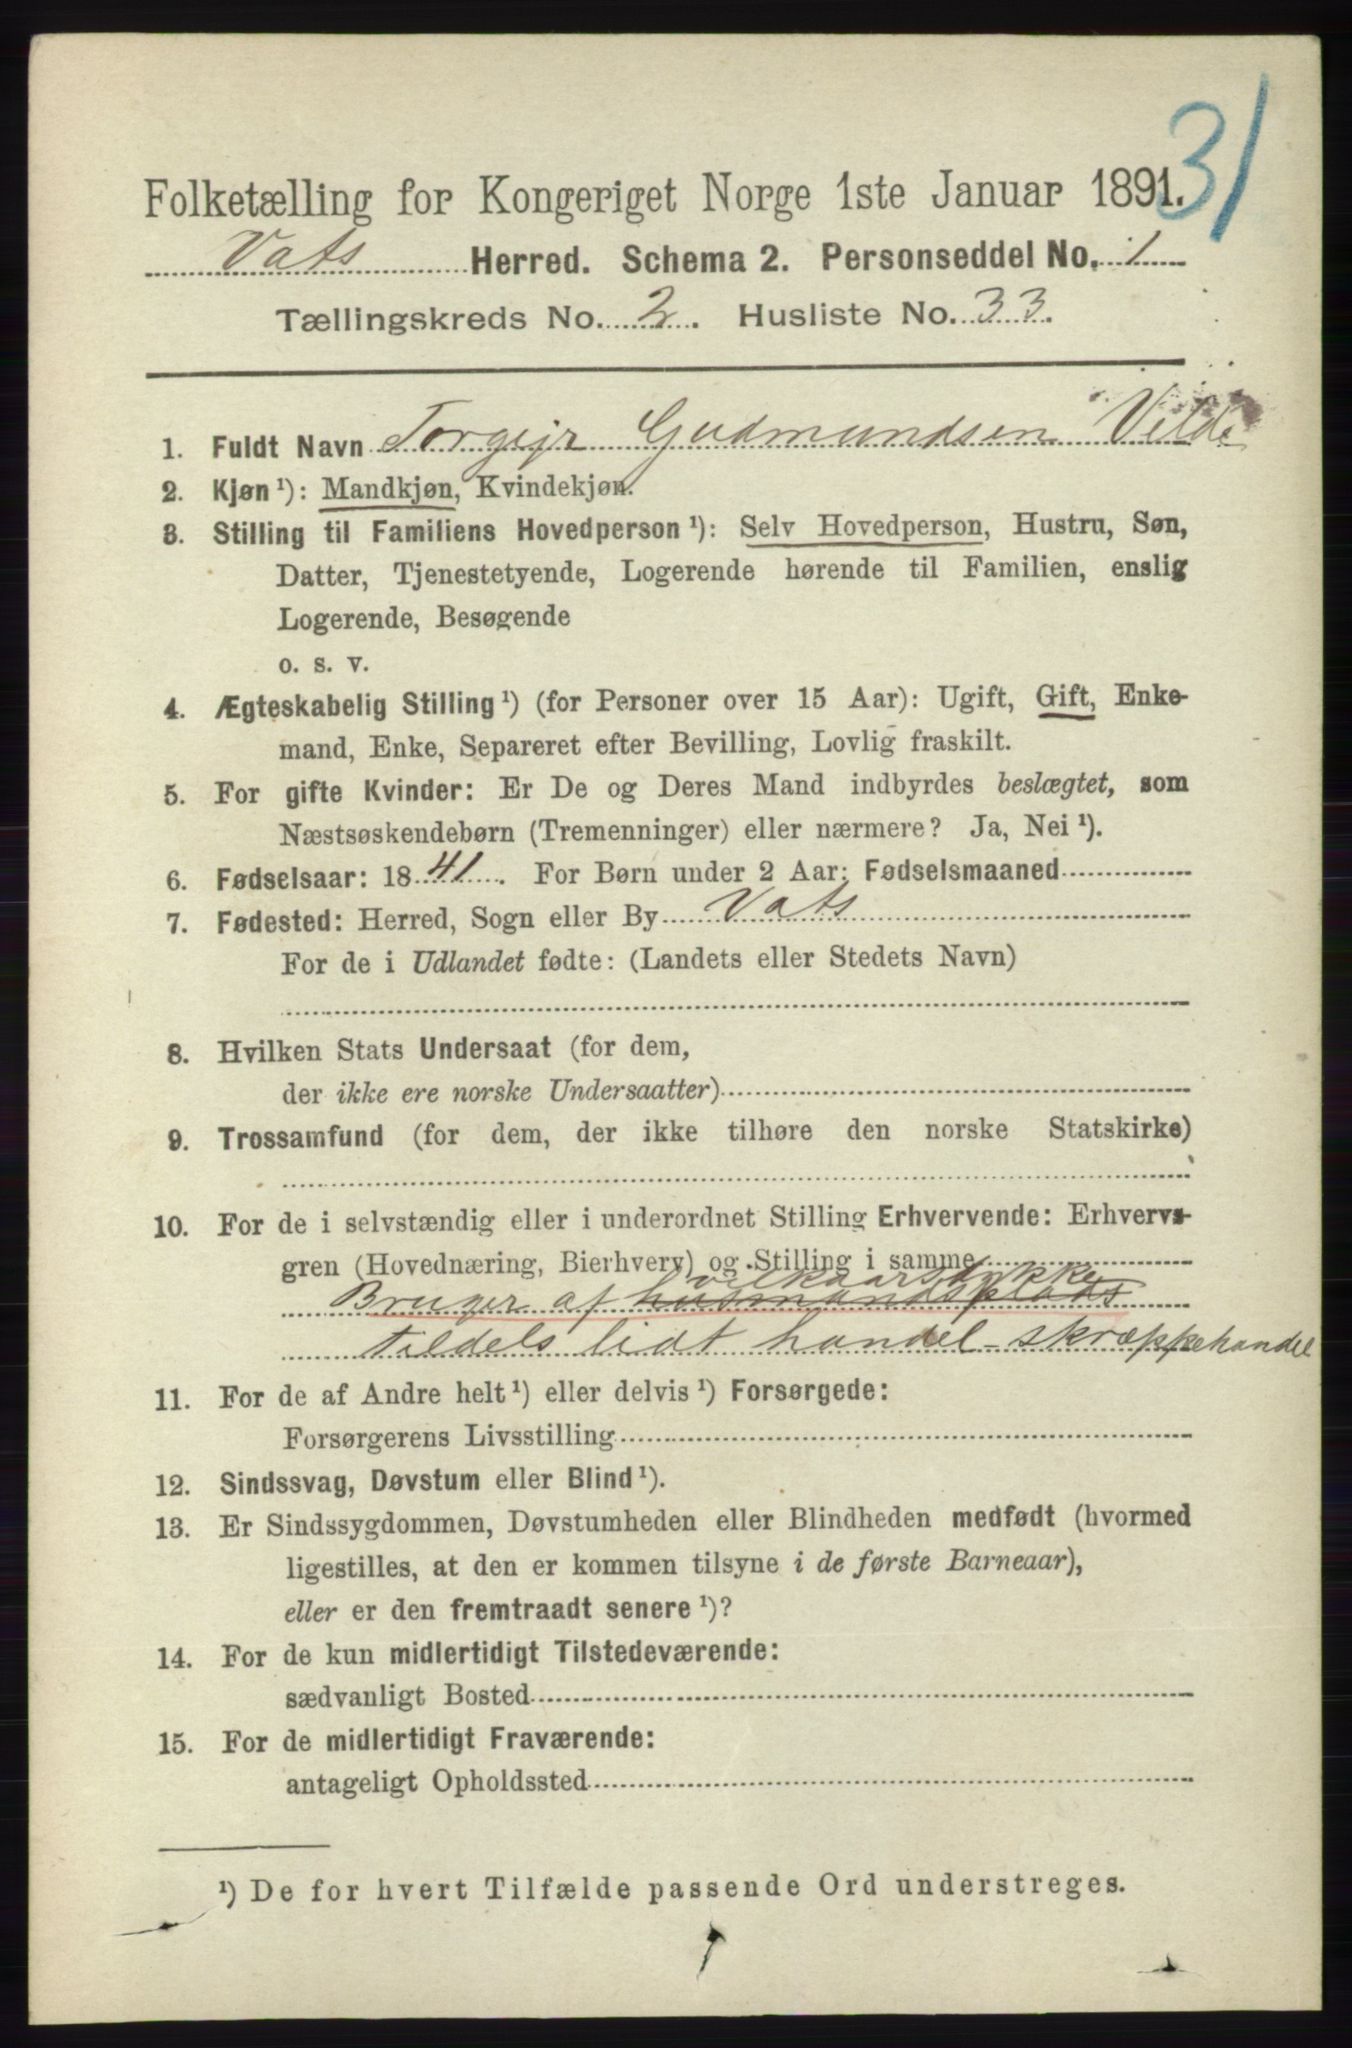 31
Folketælling for Kongeriget Norge 1ste Januar 1891.
Vats Herred. Schema 2. Personseddel No. 1
Tællingskreds No. 2. Husliste No. 33.
1. Fuldt Navn Torgejr Gudmundsen Vilde
2. Kjøn ¹): Mandkjøn, Kvindekjøn.
3. Stilling til Familiens Hovedperson ¹): Selv Hovedperson, Hustru, Søn,
Datter, Tjenestetyende, Logerende hørende til Familien, enslig
Logerende, Besøgende
o. s. v.
4. Ægteskabelig Stilling ¹) (for Personer over 15 Aar): Ugift, Gift, Enke-
mand, Enke, Separeret efter Bevilling, Lovlig fraskilt.
5. For gifte Kvinder: Er De og Deres Mand indbyrdes beslægtet, som
Næstsøskendebørn (Tremenninger) eller nærmere? Ja, Nei ¹).
6. Fødselsaar: 1841. For Børn under 2 Aar: Fødselsmaaned
7. Fødested: Herred, Sogn eller By Vats
For de i Udlandet fødte: (Landets eller Stedets Navn)
8. Hvilken Stats Undersaat (for dem,
der ikke ere norske Undersaatter)
9. Trossamfund (for dem, der ikke tilhøre den norske Statskirke)
10. For de i selvstændig eller i underordnet Stilling Erhvervende: Erhvervs-
gren (Hovednæring, Bierhverv) og Stilling i samme
vilkaarsstykke
Bruger af husmandsplads
tildels lidt handel - skræppehandel
11. For de af Andre helt ¹) eller delvis ¹) Forsørgede:
Forsørgerens Livsstilling
12. Sindssvag, Døvstum eller Blind ¹).
13. Er Sindssygdommen, Døvstumheden eller Blindheden medfødt (hvormed
ligestilles, at den er kommen tilsyne i de første Barneaar),
eller er den fremtraadt senere ¹)?
14. For de kun midlertidigt Tilstedeværende:
sædvanligt Bosted
15. For de midlertidigt Fraværende:
antageligt Opholdssted
¹) De for hvert Tilfælde passende Ord understreges.